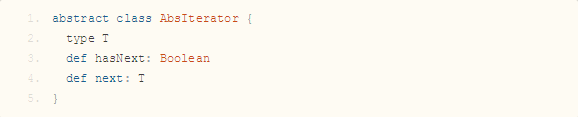 1. abstract class AbsIterator {
2.   type T
3.   def hasNext: Boolean
4.   def next: T
5. }